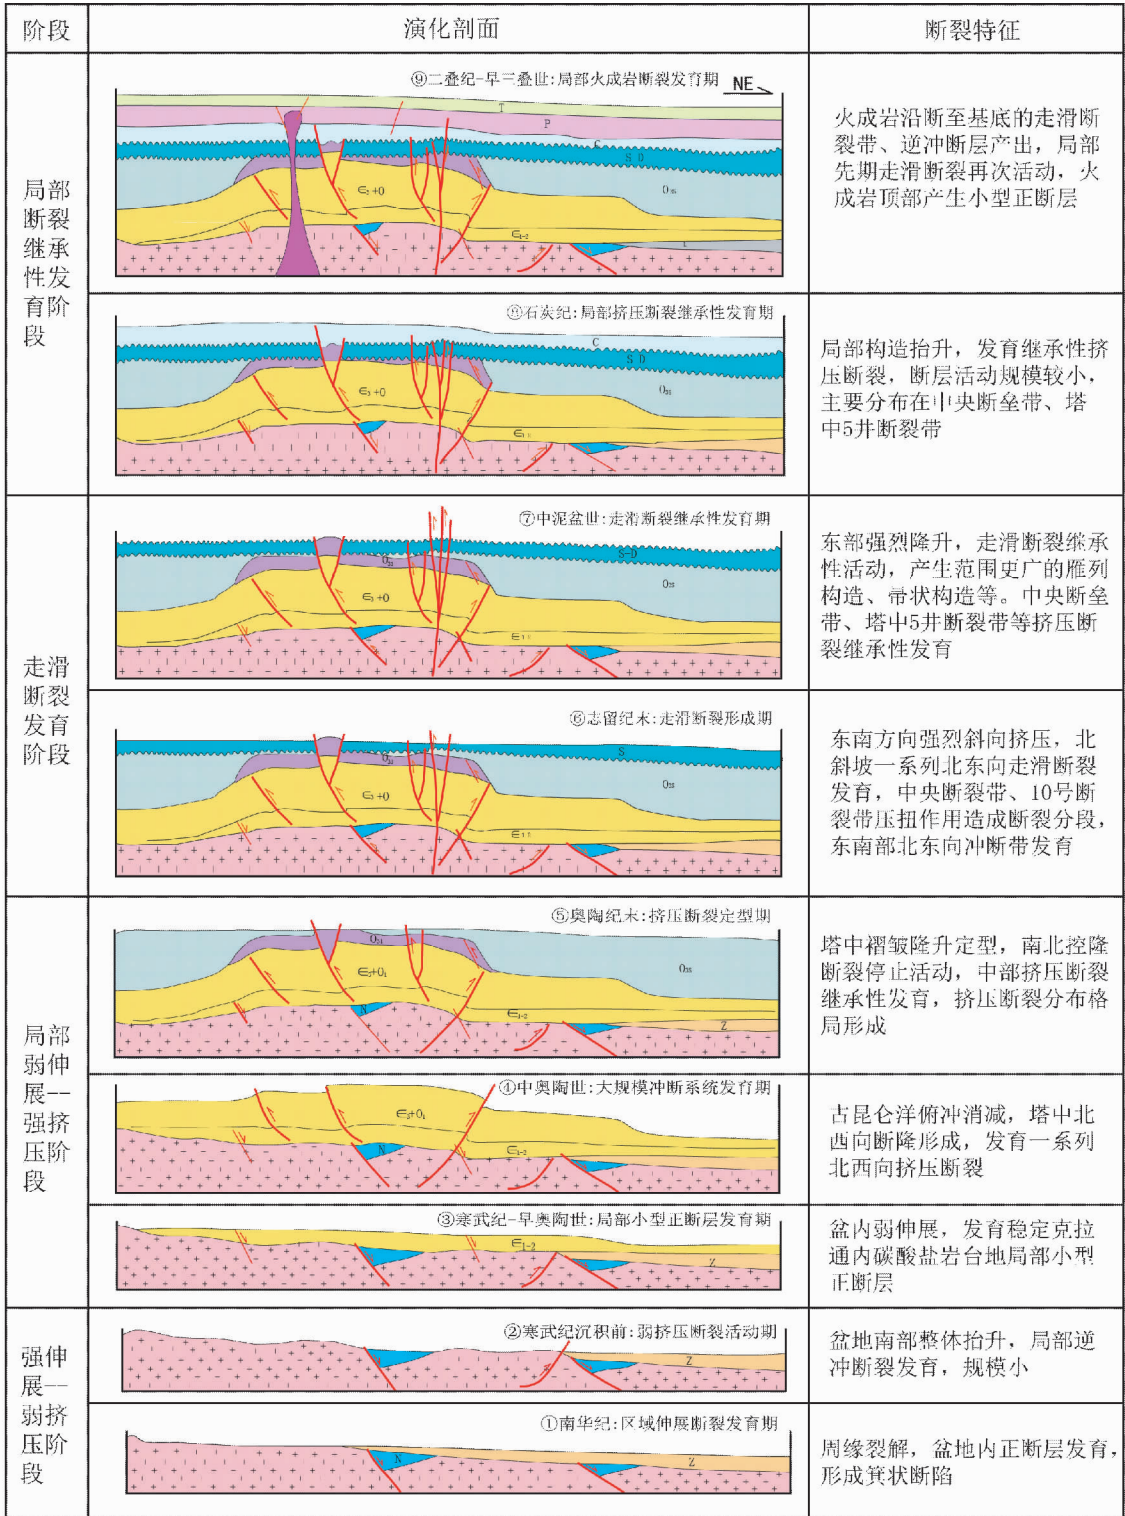 阶段
演化剖面
断裂特征
局部
断裂
继承
性发
育阶
段
⑨二叠纪-早三叠世:局部火成岩断裂发育期
NE
T
P
C
S-D
∈₃+O
O₃s
∈₁₋₂
火成岩沿断至基底的走滑断
裂带、逆冲断层产出，局部
先期走滑断裂再次活动，火
成岩顶部产生小型正断层
⑧石炭纪:局部挤压断裂继承性发育期
C
S-D
∈₃+O
O₃s
局部构造抬升，发育继承性挤
压断裂，断层活动规模较小，
主要分布在中央断垒带、塔
中5井断裂带
走滑
断裂
发育
阶段
⑦中泥盆世:走滑断裂继承性发育期
S-D
O₃s
∈₃+O
O₃s
东部强烈隆升，走滑断裂继承
性活动，产生范围更广的雁列
构造、帚状构造等。中央断垒
带、塔中5井断裂带等挤压断
裂继承性发育
⑥志留纪末:走滑断裂形成期
S
O₃s
∈₃+O
O₃s
东南方向强烈斜向挤压，北
斜坡一系列北东向走滑断裂
发育，中央断裂带、10号断
裂带压扭作用造成断裂分段，
东南部北东向冲断带发育
局部
弱伸
展--
强挤
压阶
段
⑤奥陶纪末:挤压断裂定型期
∈₃+O₁
O₃s
N
∈₁₋₂
Z
塔中褶皱隆升定型，南北控隆
断裂停止活动，中部挤压断裂
继承性发育，挤压断裂分布格
局形成
④中奥陶世:大规模冲断系统发育期
∈₃+O₁
N
∈₁₋₂
古昆仑洋俯冲消减，塔中北
西向断隆形成，发育一系列
北西向挤压断裂
③寒武纪-早奥陶世:局部小型正断层发育期
∈₁₋₂
Z
盆内弱伸展，发育稳定克拉
通内碳酸盐岩台地局部小型
正断层
强伸
展--
弱挤
压阶
段
②寒武纪沉积前:弱挤压断裂活动期
Z
盆地南部整体抬升，局部逆
冲断裂发育，规模小
①南华纪:区域伸展断裂发育期
N
Z
周缘裂解，盆地内正断层发育，
形成箕状断陷